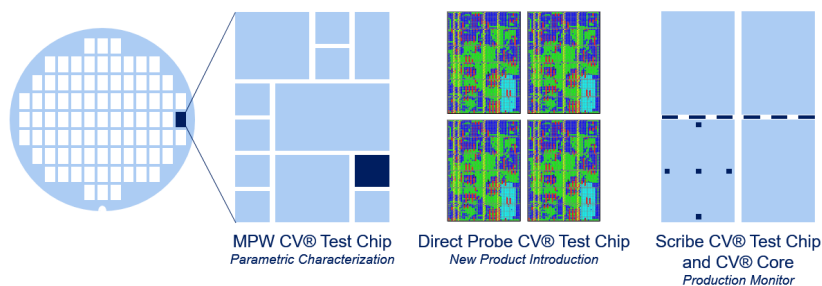 MPW CV® Test Chip
Parametric Characterization
Direct Probe CV® Test Chip
New Product Introduction
Scribe CV® Test Chip
and CV® Core
Production Monitor